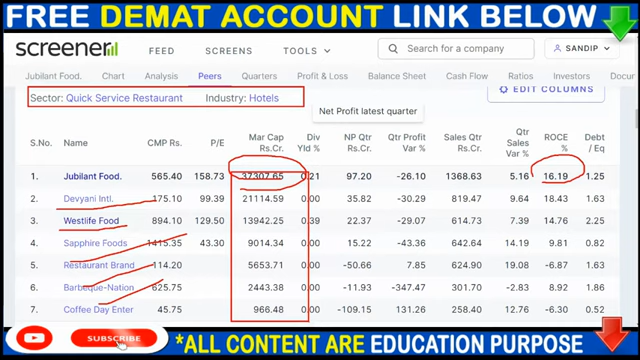 FREE DEMAT ACCOUNT LINK BELOW
screener FEED SCREENS TOOLS Search for a company SANDIP
Jubilant Food. Chart Analysis Peers Quarters Profit & Loss Balance Sheet Cash Flow Ratios Investors Docum
Sector: Quick Service Restaurant Industry: Hotels EDIT COLUMNS
Net Profit latest quarter
S.No. Name CMP Rs. P/E Mar Cap Rs.Cr. Div Yld % NP Qtr Rs.Cr. Qtr Profit Var % Sales Qtr Rs.Cr. Qtr Sales Var % ROCE % Debt / Eq
1. Jubilant Food. 565.40 158.73 37307.65 0.21 97.20 -26.10 1368.63 5.16 16.19 1.25
2. Devyani Intl. 175.10 99.39 21114.59 0.00 35.82 -30.29 819.47 9.64 18.43 1.63
3. Westlife Food 894.10 129.50 13942.25 0.39 22.37 -39.01 614.54 7.39 14.76 2.25
4. Sapphire Foods 1415.35 43.30 9014.34 0.00 15.22 -43.36 642.64 14.19 9.81 0.82
5. Restaurant Brand 114.20 5653.71 0.00 -50.66 7.85 624.90 19.08 -6.87 1.63
6. Barbeque-Nation 625.75 2443.38 0.00 -11.93 -347.47 301.70 -2.83 8.92 1.86
7. Coffee Day Enter 45.75 966.48 0.00 -109.15 131.26 258.40 12.76 -6.30 0.52
SUBSCRIBE *ALL CONTENT ARE EDUCATION PURPOSE